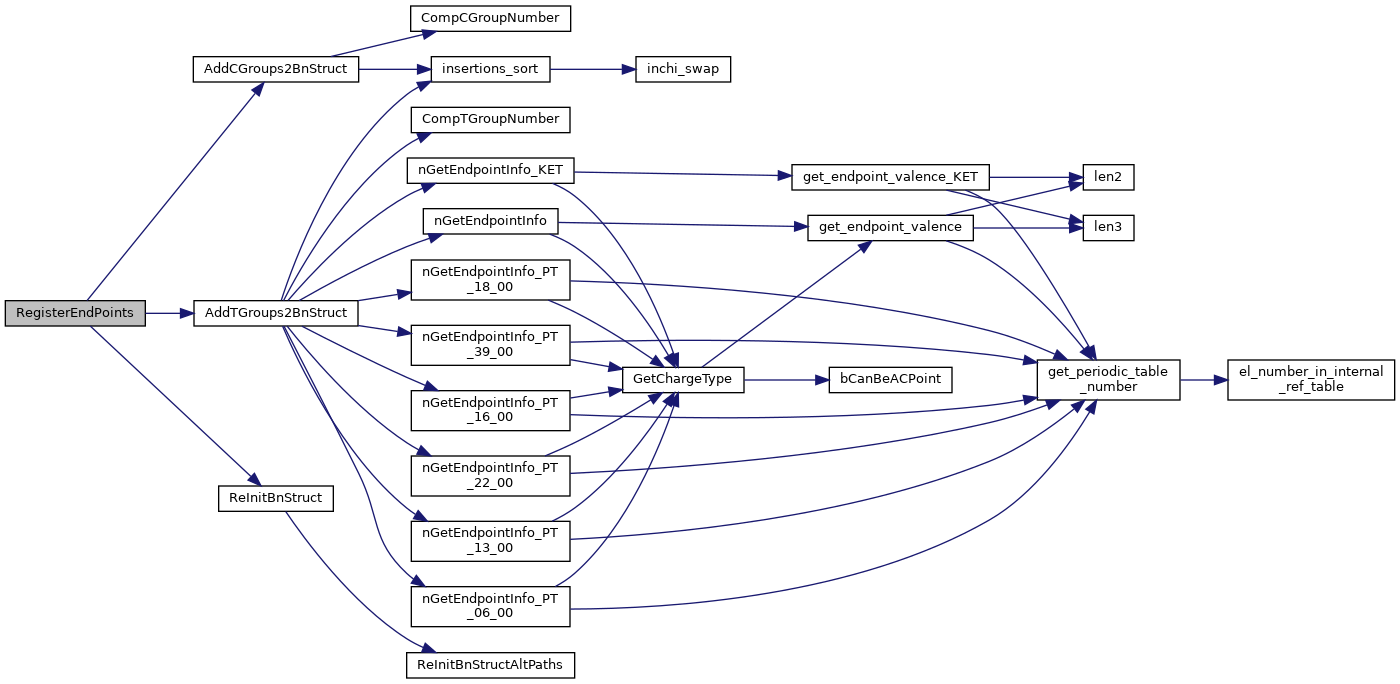 CompCGroupNumber
AddCGroups2BnStruct
insertions_sort
inchi_swap
CompTGroupNumber
nGetEndpointInfo_KET
get_endpoint_valence_KET
len2
nGetEndpointInfo
get_endpoint_valence
len3
nGetEndpointInfo_PT
_18_00
RegisterEndPoints
AddTGroups2BnStruct
nGetEndpointInfo_PT
_39_00
GetChargeType
bCanBeACPoint
get_periodic_table
_number
el_number_in_internal
_ref_table
nGetEndpointInfo_PT
_16_00
nGetEndpointInfo_PT
_22_00
ReInitBnStruct
nGetEndpointInfo_PT
_13_00
nGetEndpointInfo_PT
_06_00
ReInitBnStructAltPaths